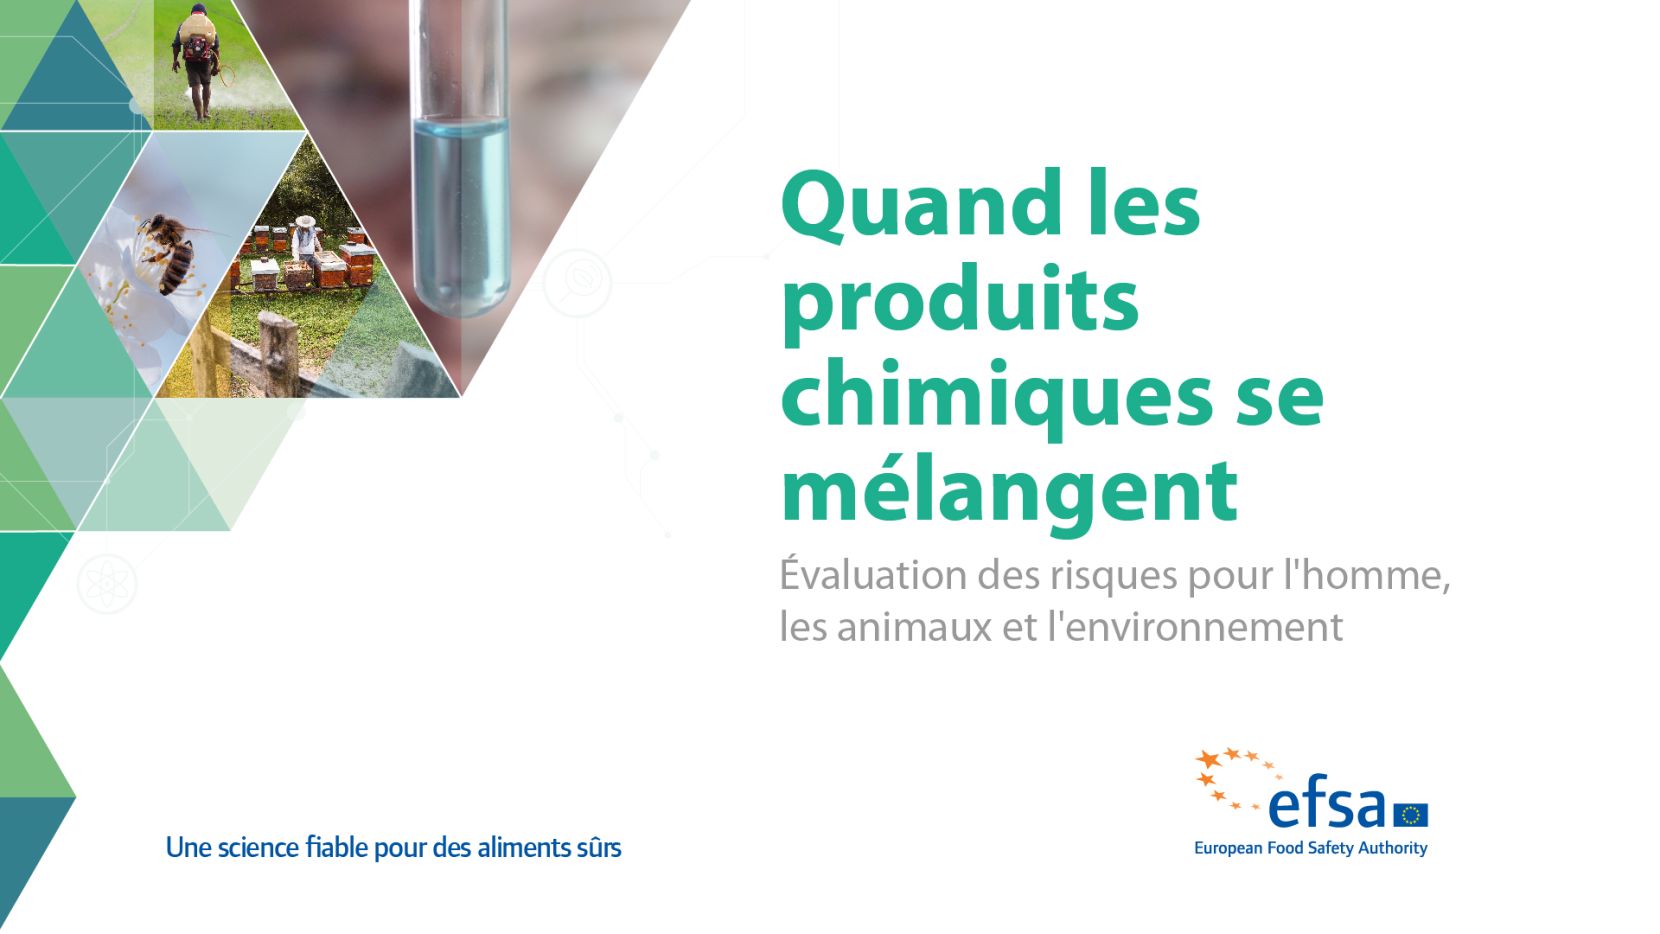 Quand les
produits
chimiques se
mélangent
Évaluation des risques pour l'homme,
les animaux et l'environnement
Une science fiable pour des aliments sûrs
efsa
European Food Safety Authority